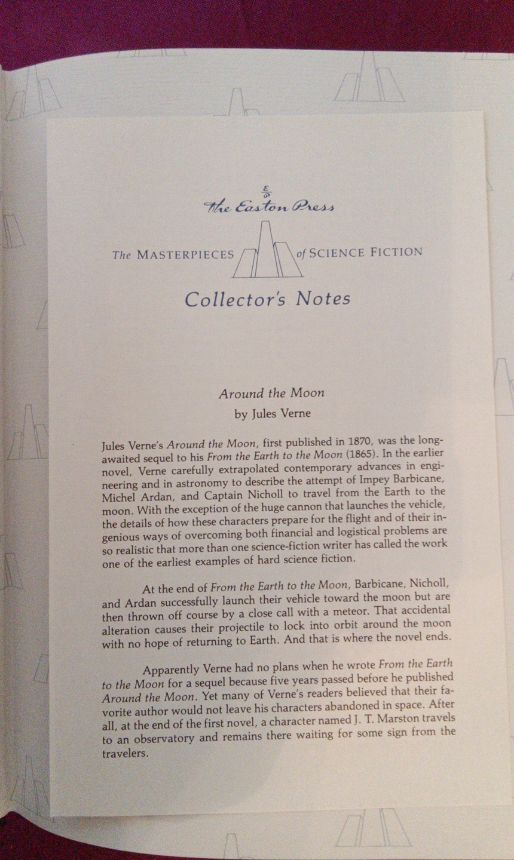 E
P
The Easton Press
The MASTERPIECES of SCIENCE FICTION
Collector's Notes
Around the Moon
by Jules Verne
Jules Verne's Around the Moon, first published in 1870, was the long-
awaited sequel to his From the Earth to the Moon (1865). In the earlier
novel, Verne carefully extrapolated contemporary advances in engi-
neering and in astronomy to describe the attempt of Impey Barbicane,
Michel Ardan, and Captain Nicholl to travel from the Earth to the
moon. With the exception of the huge cannon that launches the vehicle,
the details of how these characters prepare for the flight and of their in-
genious ways of overcoming both financial and logistical problems are
so realistic that more than one science-fiction writer has called the work
one of the earliest examples of hard science fiction.
At the end of From the Earth to the Moon, Barbicane, Nicholl,
and Ardan successfully launch their vehicle toward the moon but are
then thrown off course by a close call with a meteor. That accidental
alteration causes their projectile to lock into orbit around the moon
with no hope of returning to Earth. And that is where the novel ends.
Apparently Verne had no plans when he wrote From the Earth
to the Moon for a sequel because five years passed before he published
Around the Moon. Yet many of Verne's readers believed that their fa-
vorite author would not leave his characters abandoned in space. After
all, at the end of the first novel, a character named J. T. Marston travels
to an observatory and remains there waiting for some sign from the
travelers.